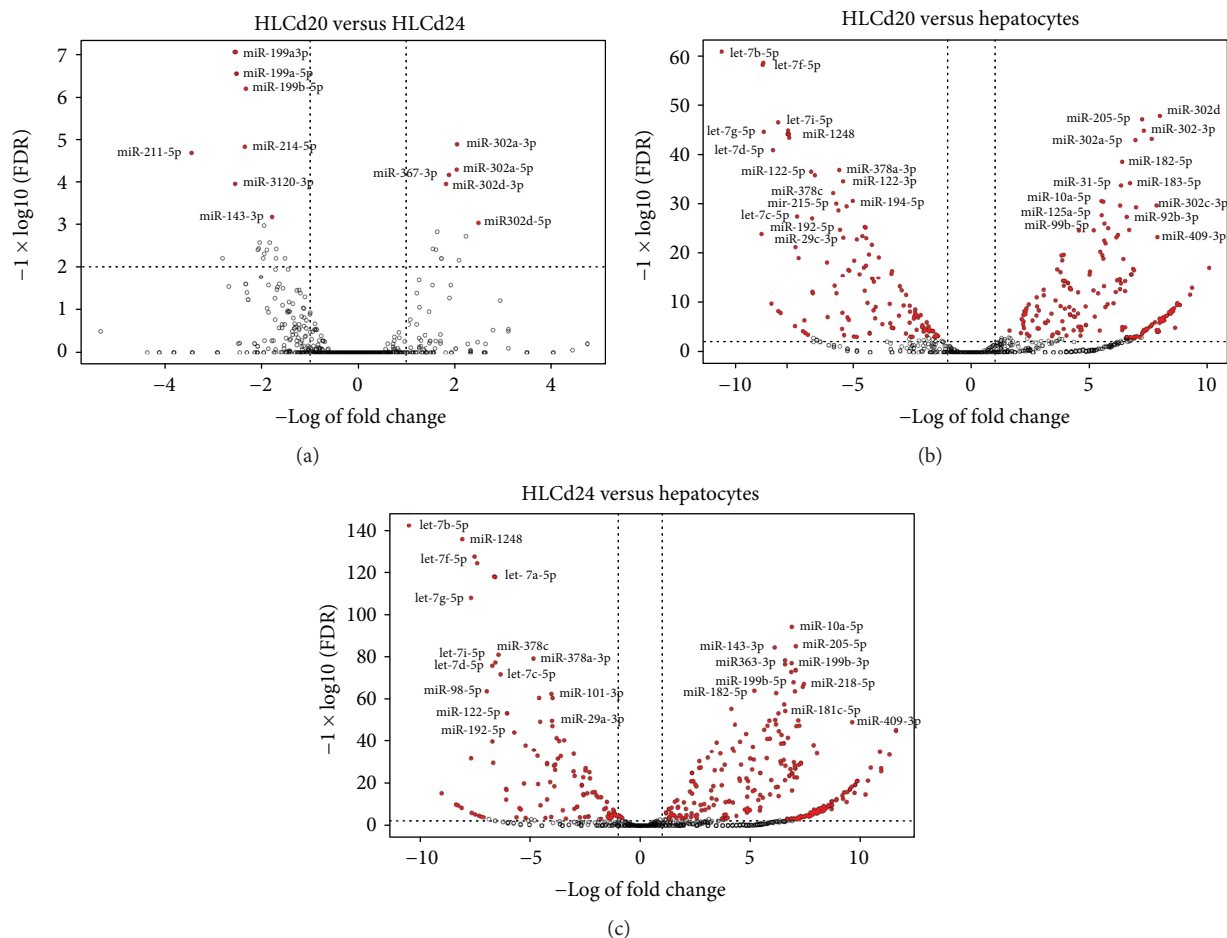 HLCd20 versus HLCd24
−1 × log10 (FDR)
7
6
5
4
3
2
1
0
miR-199a3p
miR-199a-5p
miR-199b-5p
miR-211-5p
miR-214-5p
miR-3120-3p
miR-143-3p
miR-302a-3p
miR-367-3p
miR-302a-5p
miR-302d-3p
miR302d-5p
−4
−2
0
2
4
−Log of fold change
(a)
HLCd20 versus hepatocytes
−1 × log10 (FDR)
60
50
40
30
20
10
0
let-7b-5p
let-7f-5p
let-7i-5p
let-7g-5p
miR-1248
let-7d-5p
miR-122-5p
miR-378a-3p
miR-122-3p
miR-378c
mir-215-5p
miR-194-5p
let-7c-5p
miR-192-5p
miR-29c-3p
miR-302d
miR-205-5p
miR-302-3p
miR-302a-5p
miR-182-5p
miR-31-5p
miR-183-5p
miR-10a-5p
miR-302c-3p
miR-125a-5p
miR-92b-3p
miR-99b-5p
miR-409-3p
−10
−5
0
5
10
−Log of fold change
(b)
HLCd24 versus hepatocytes
−1 × log10 (FDR)
140
120
100
80
60
40
20
0
let-7b-5p
miR-1248
let-7f-5p
let- 7a-5p
let-7g-5p
miR-378c
let-7i-5p
miR-378a-3p
let-7d-5p
let-7c-5p
miR-98-5p
miR-101-3p
miR-122-5p
miR-29a-3p
miR-192-5p
miR-10a-5p
miR-143-3p
miR-205-5p
miR363-3p
miR-199b-3p
miR-199b-5p
miR-218-5p
miR-182-5p
miR-181c-5p
miR-409-3p
−10
−5
0
5
10
−Log of fold change
(c)